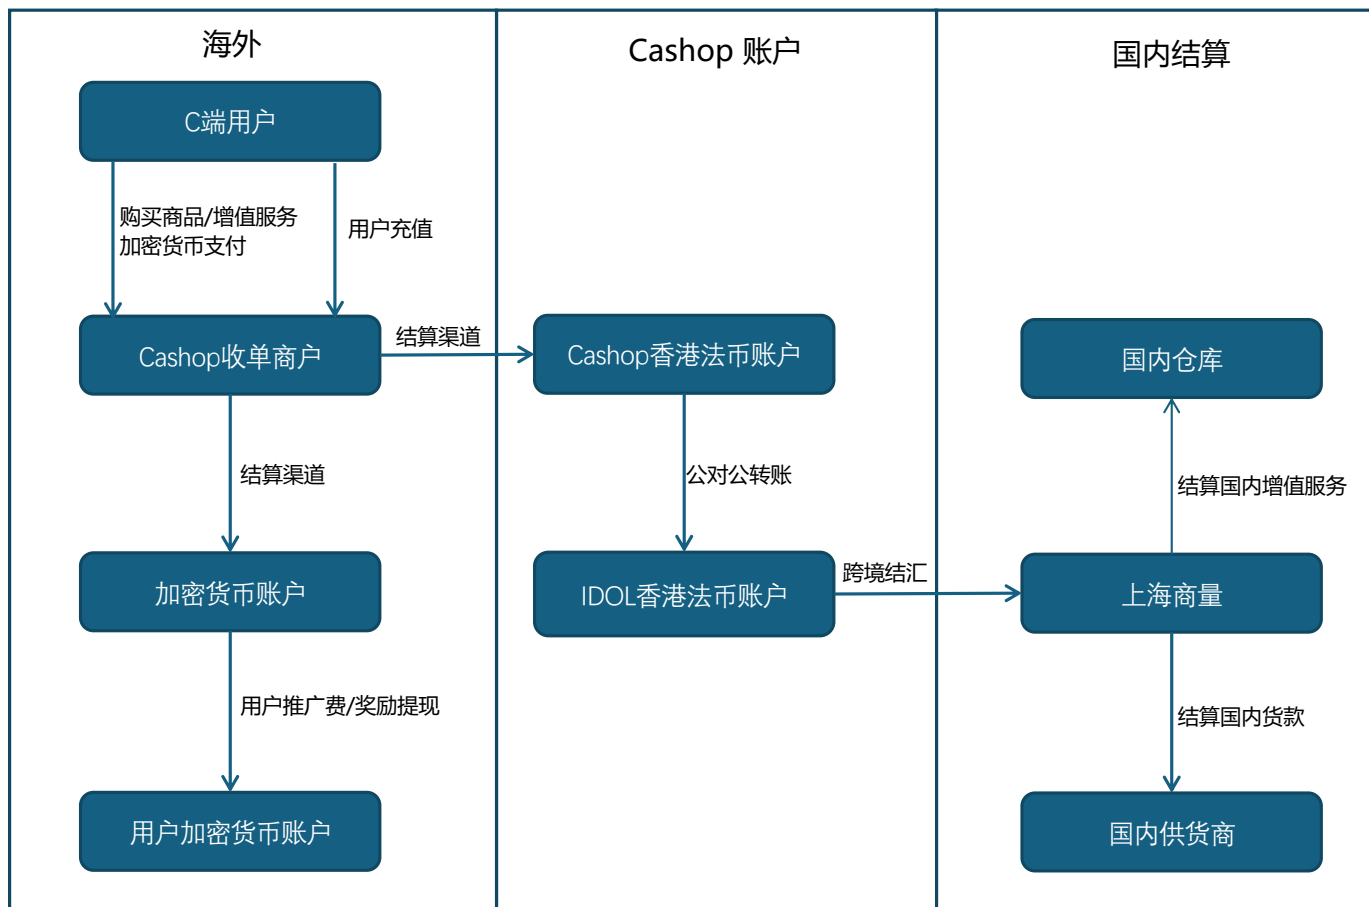 海外
Cashop 账户
国内结算
C端用户
购买商品/增值服务
加密货币支付
用户充值
Cashop收单商户
结算渠道
Cashop香港法币账户
国内仓库
结算渠道
公对公转账
结算国内增值服务
加密货币账户
IDOL香港法币账户
跨境结汇
上海商量
用户推广费/奖励提现
结算国内货款
用户加密货币账户
国内供货商